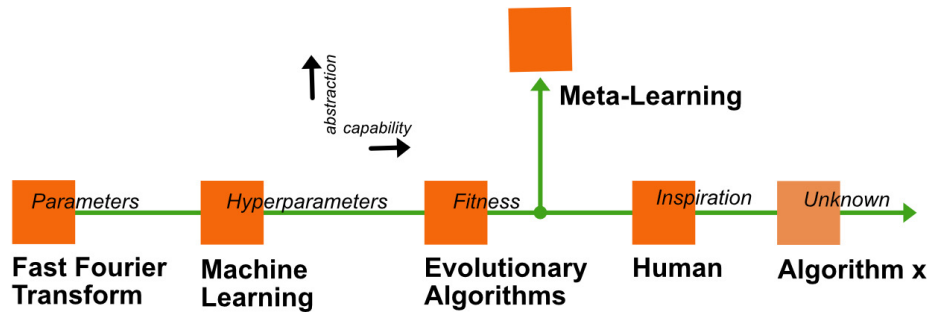 abstraction
capability
Meta-Learning
Parameters
Hyperparameters
Fitness
Inspiration
Unknown
Fast Fourier
Transform
Machine
Learning
Evolutionary
Algorithms
Human
Algorithm x